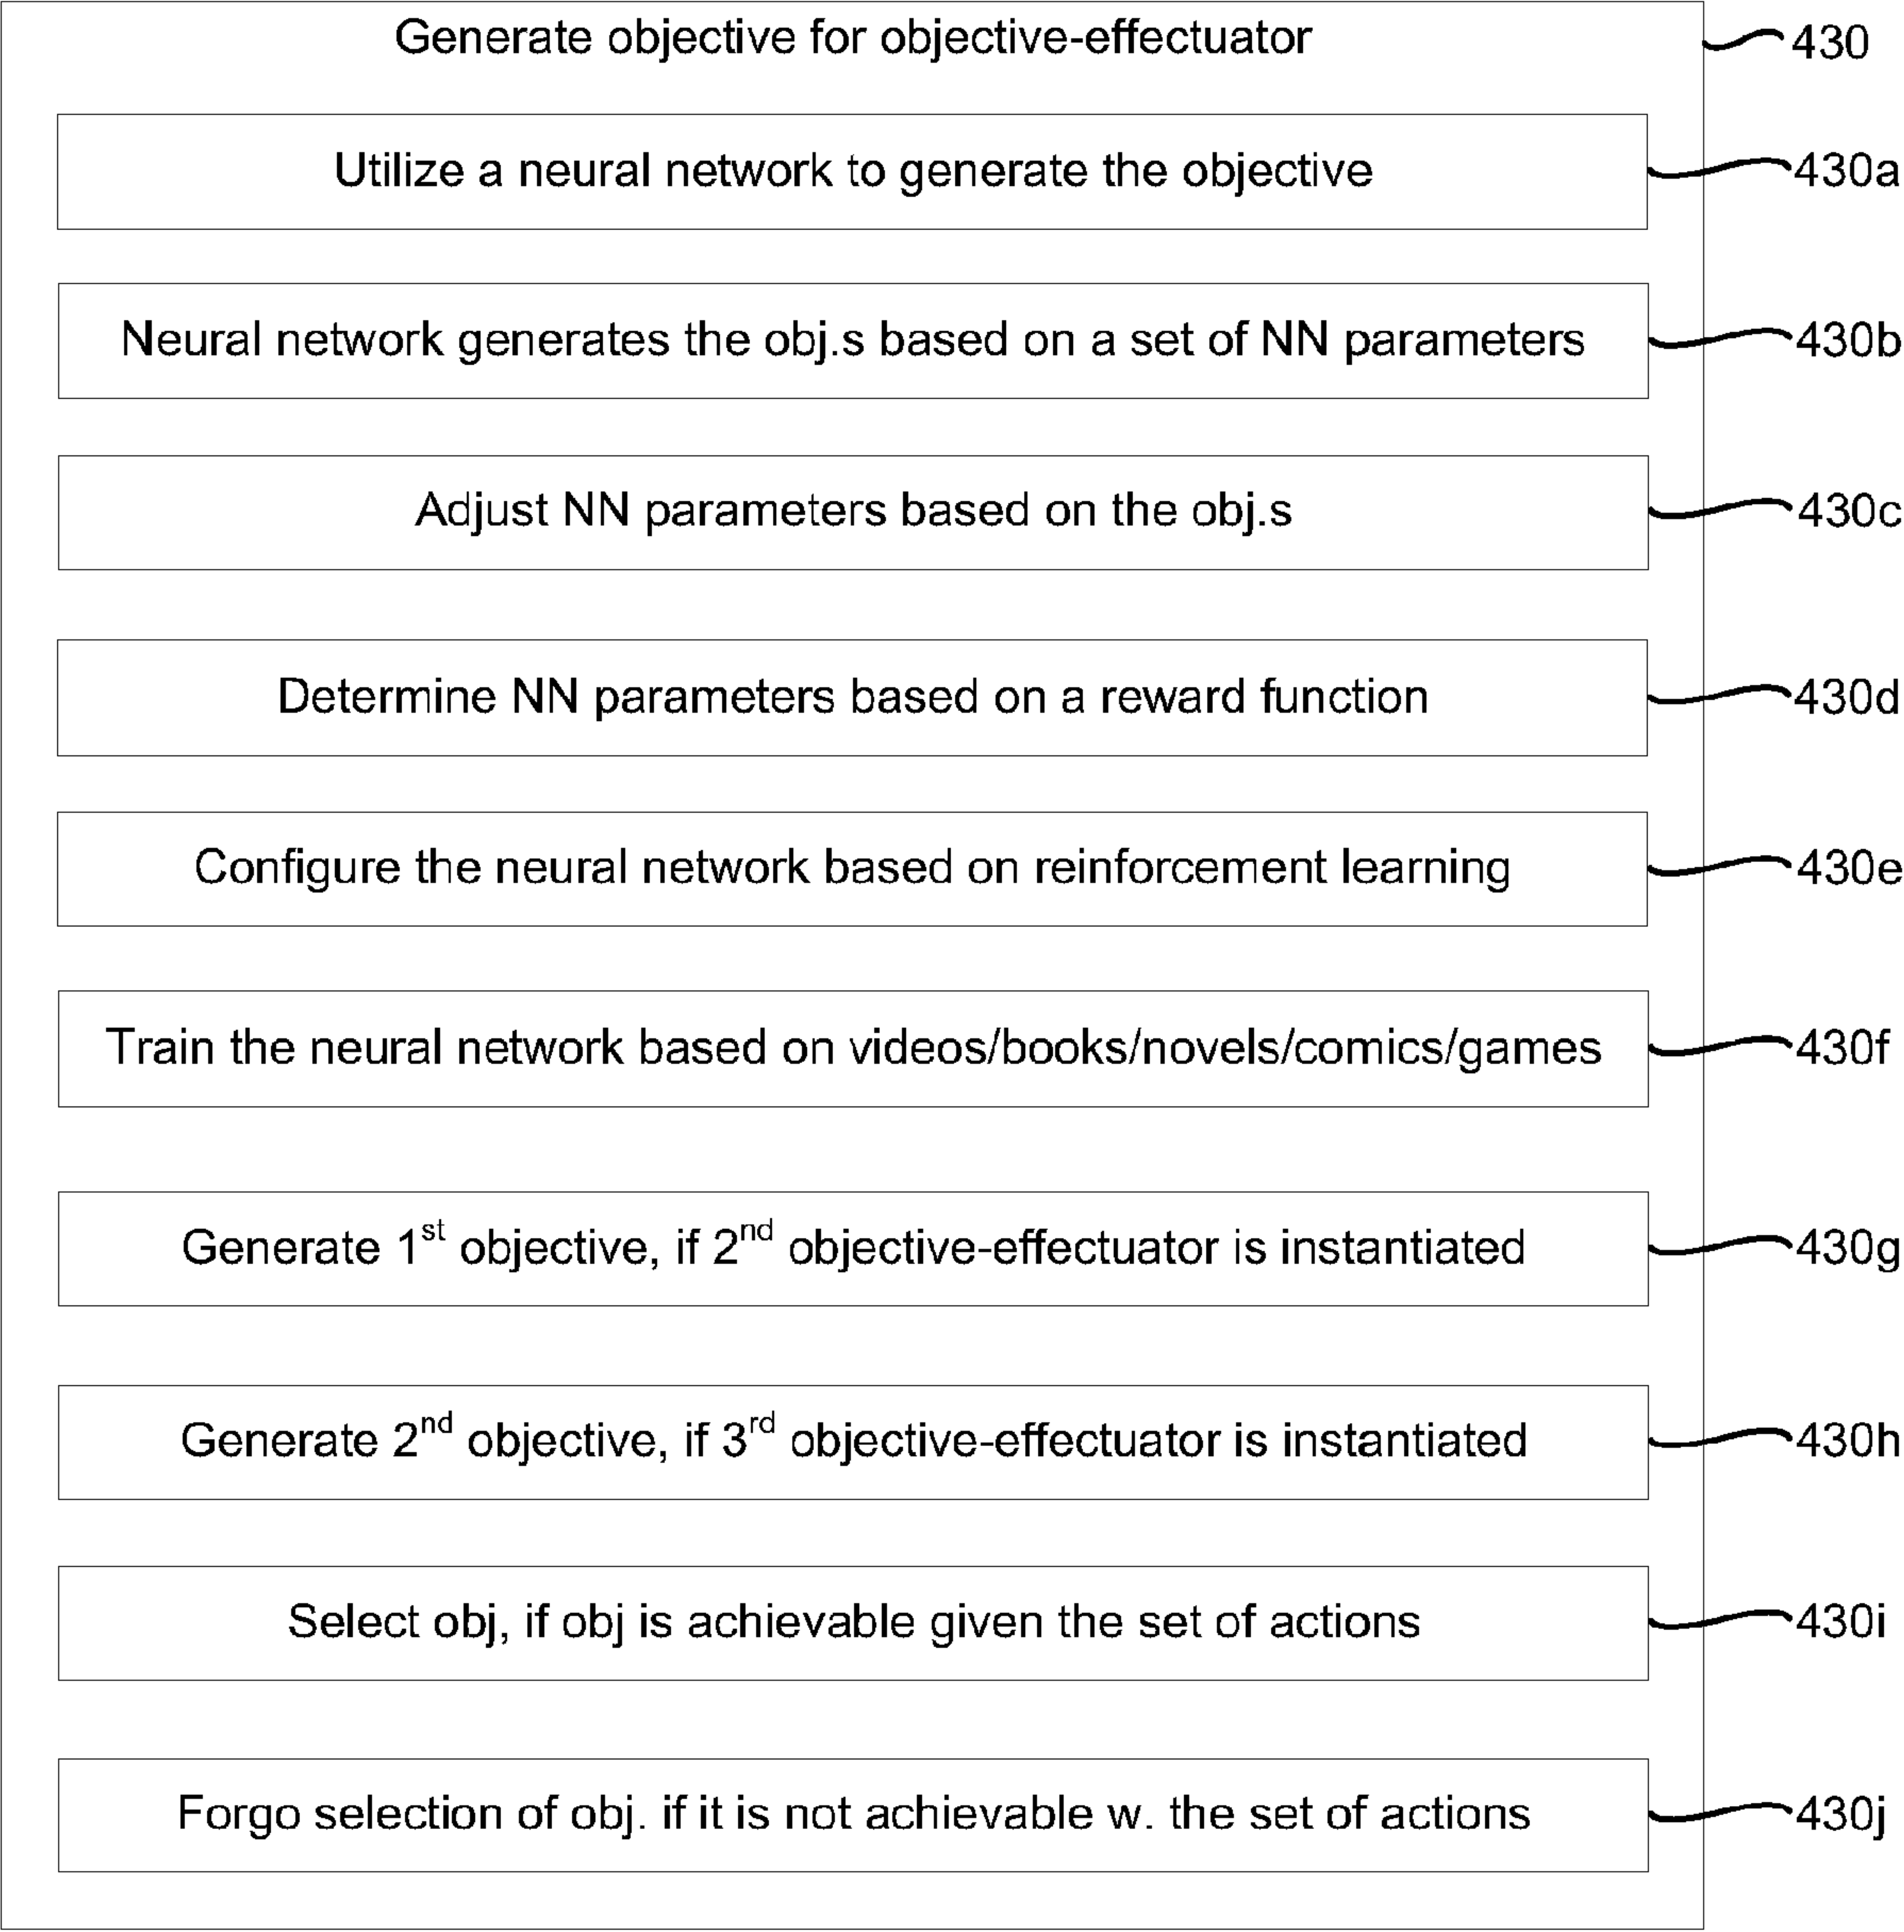 Generate objective for objective-effectuator 430
Utilize a neural network to generate the objective 430a
Neural network generates the obj.s based on a set of NN parameters 430b
Adjust NN parameters based on the obj.s 430c
Determine NN parameters based on a reward function 430d
Configure the neural network based on reinforcement learning 430e
Train the neural network based on videos/books/novels/comics/games 430f
Generate 1st objective, if 2nd objective-effectuator is instantiated 430g
Generate 2nd objective, if 3rd objective-effectuator is instantiated 430h
Select obj, if obj is achievable given the set of actions 430i
Forgo selection of obj. if it is not achievable w. the set of actions 430j